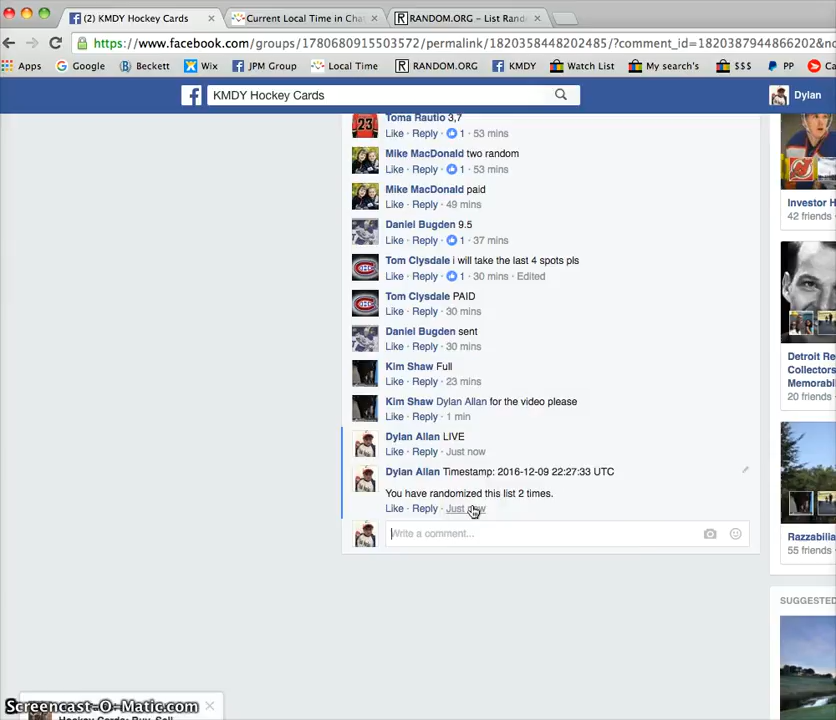 (2) KMDY Hockey Cards
Current Local Time in Cha
RANDOM.ORG - List Rand
https://www.facebook.com/groups/1780680915503572/permalink/1820358448202485/?comment_id=1820387944866202&no
Apps Google Beckett Wix JPM Group Local Time RANDOM.ORG KMDY Watch List My search's $$$ PP
KMDY Hockey Cards
Dylan
Toma Rautio 3,7
Like · Reply · 1 · 53 mins
Mike MacDonald two random
Like · Reply · 1 · 53 mins
Mike MacDonald paid
Like · Reply · 49 mins
Daniel Bugden 9.5
Like · Reply · 1 · 37 mins
Tom Clysdale i will take the last 4 spots pls
Like · Reply · 1 · 30 mins · Edited
Tom Clysdale PAID
Like · Reply · 30 mins
Daniel Bugden sent
Like · Reply · 30 mins
Kim Shaw Full
Like · Reply · 23 mins
Kim Shaw Dylan Allan for the video please
Like · Reply · 1 min
Dylan Allan LIVE
Like · Reply · Just now
Dylan Allan Timestamp: 2016-12-09 22:27:33 UTC
You have randomized this list 2 times.
Like · Reply · Just now
Write a comment...
Investor H
42 friends
Detroit Re
Collectors
Memorabil
20 friends
Razzabilia
55 friends
SUGGESTED
Screencast-O-Matic.com
Hockey Cards: Buy, Sell